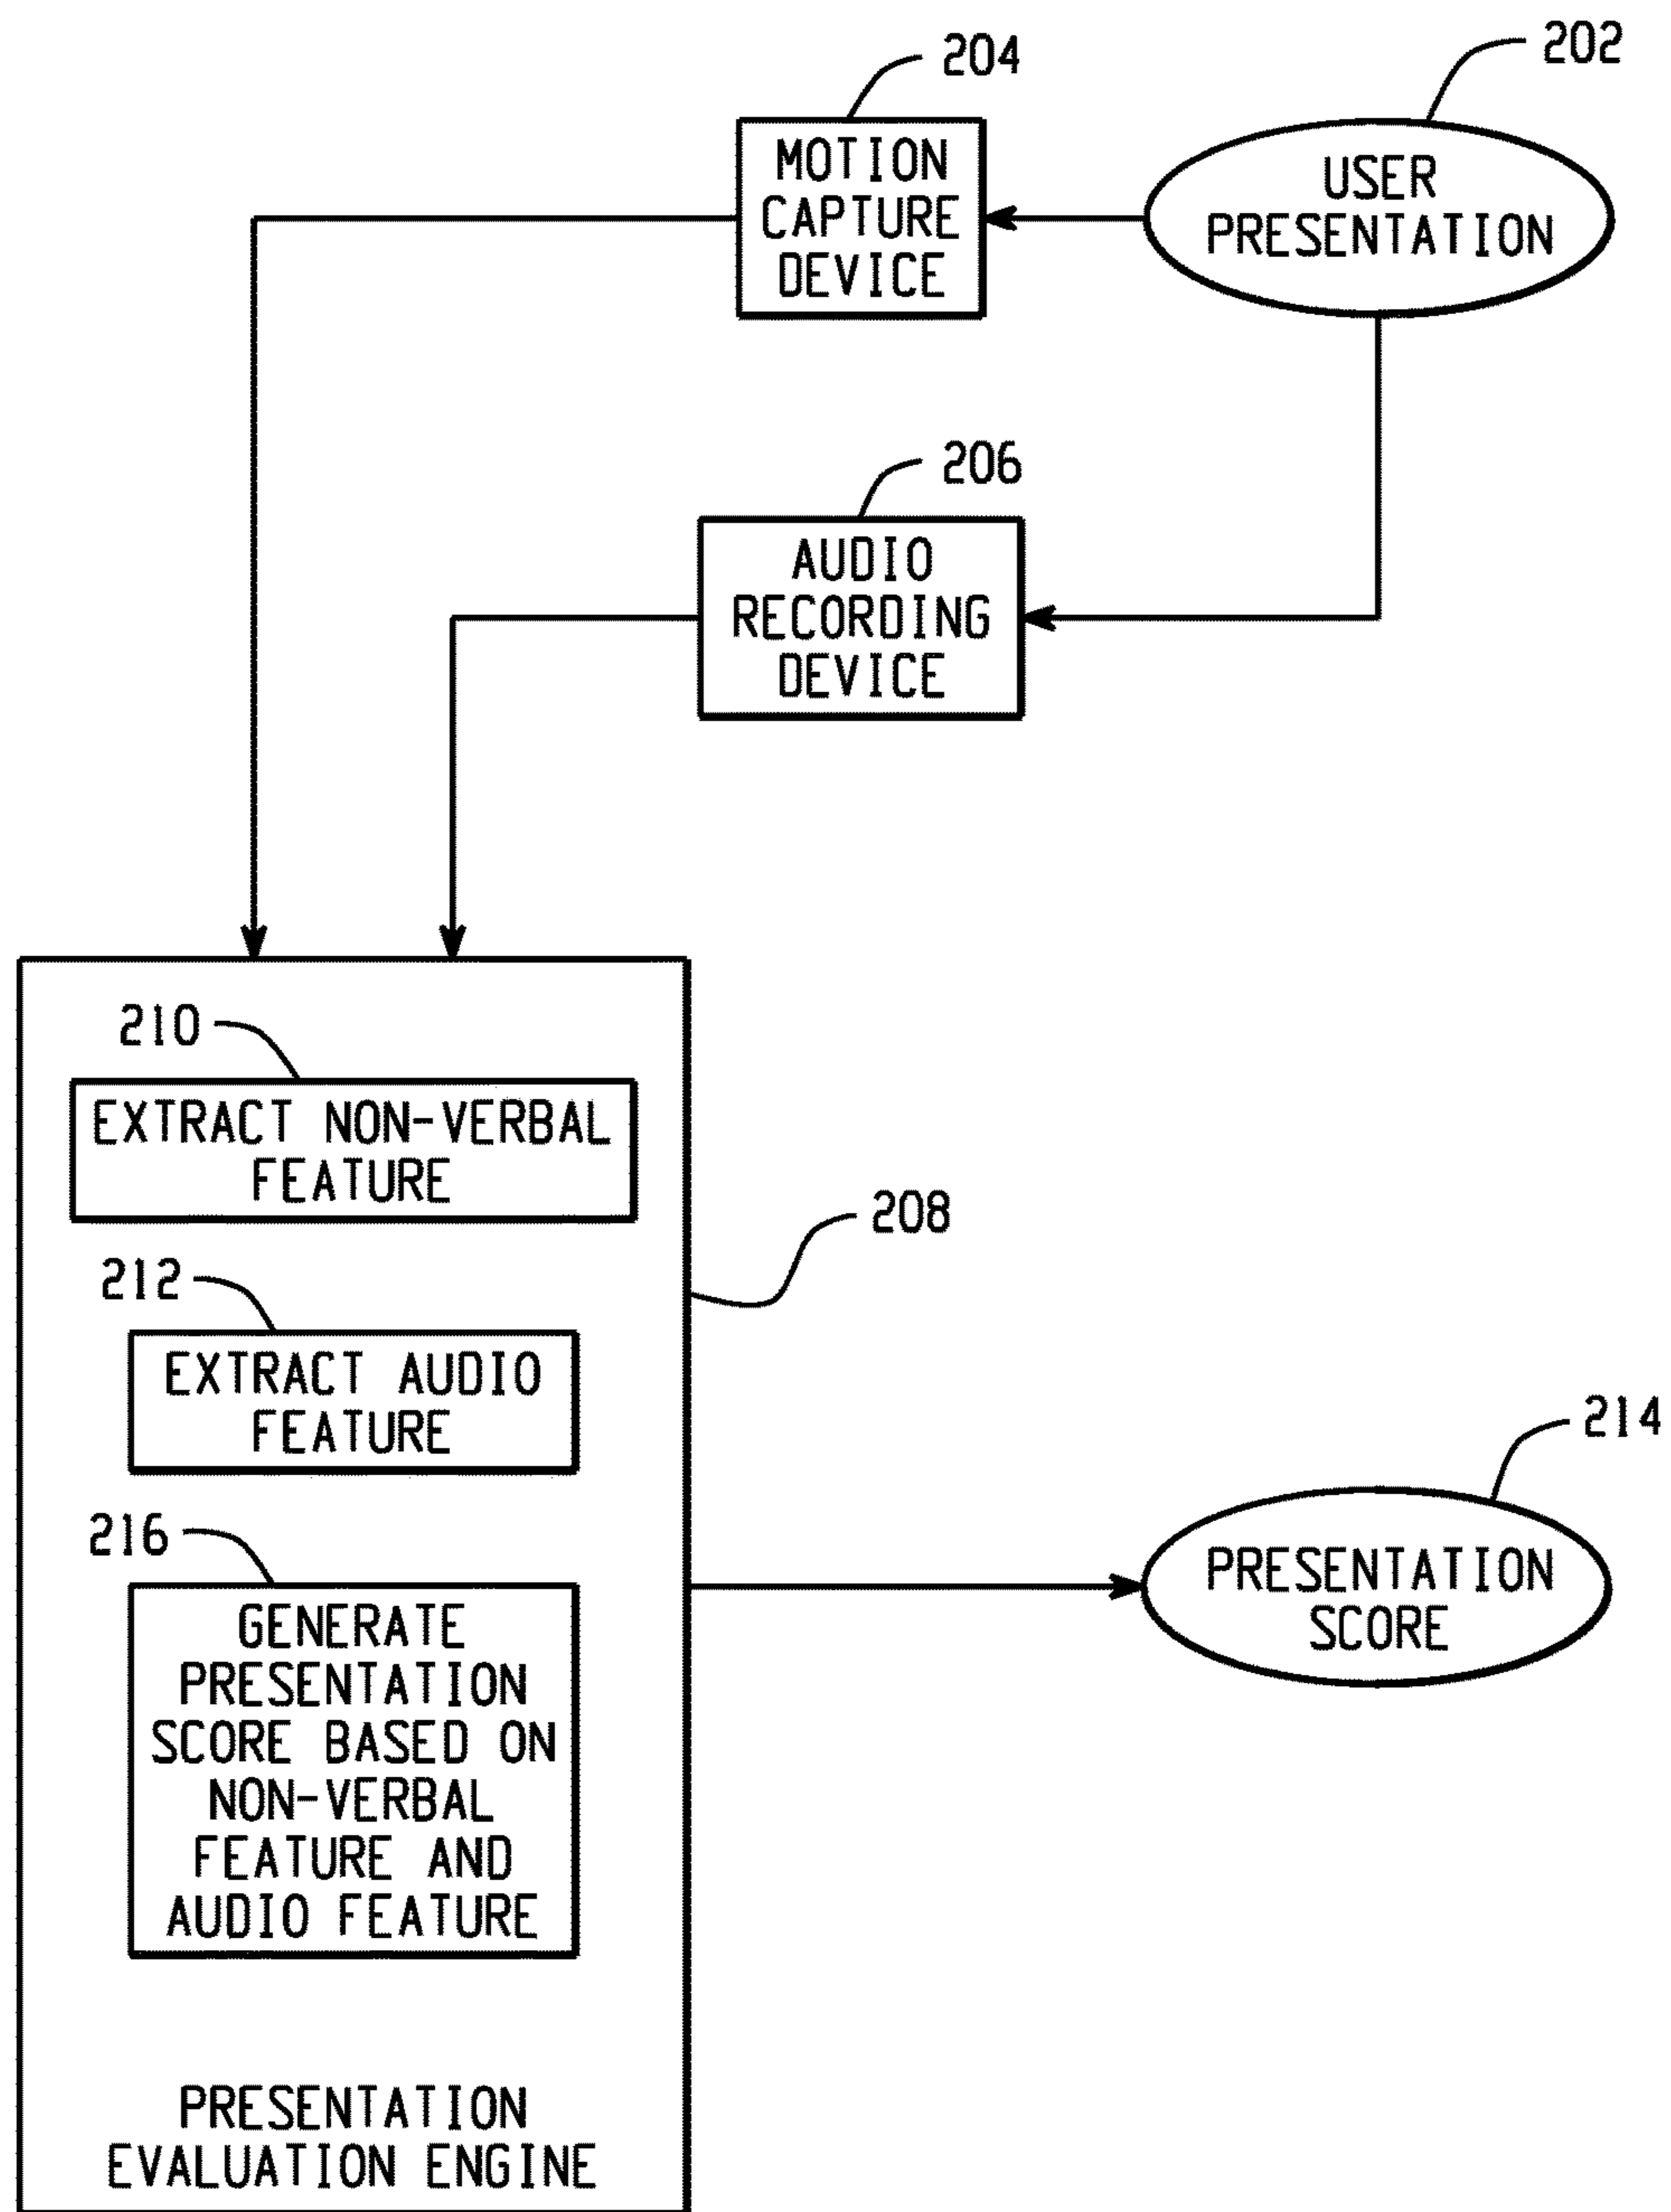 204
202
MOTION
CAPTURE
DEVICE
USER
PRESENTATION
206
AUDIO
RECORDING
DEVICE
210
EXTRACT NON-VERBAL
FEATURE
208
212
EXTRACT AUDIO
FEATURE
214
216
GENERATE
PRESENTATION
SCORE BASED ON
NON-VERBAL
FEATURE AND
AUDIO FEATURE
PRESENTATION
SCORE
PRESENTATION
EVALUATION ENGINE